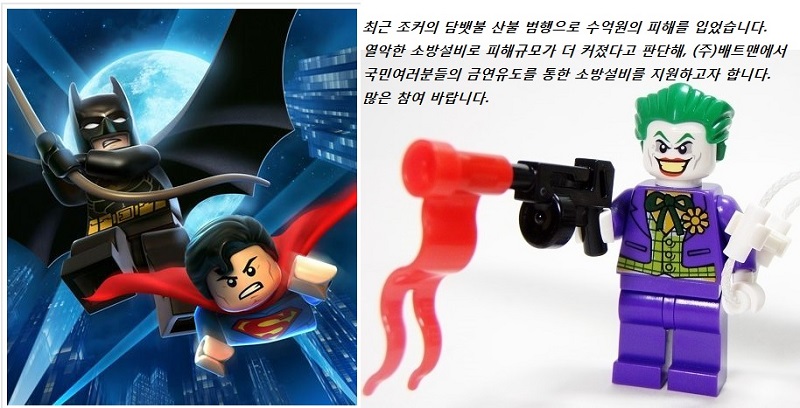 최근 조커의 담뱃불 산불 범행으로 수억원의 피해를 입었습니다.
열악한 소방설비로 피해규모가 더 커졌다고 판단헤, (주)배트맨에서
국민여러분들의 금연유도를 통한 소방설비를 지원하고자 합니다.
많은 참여 바랍니다.